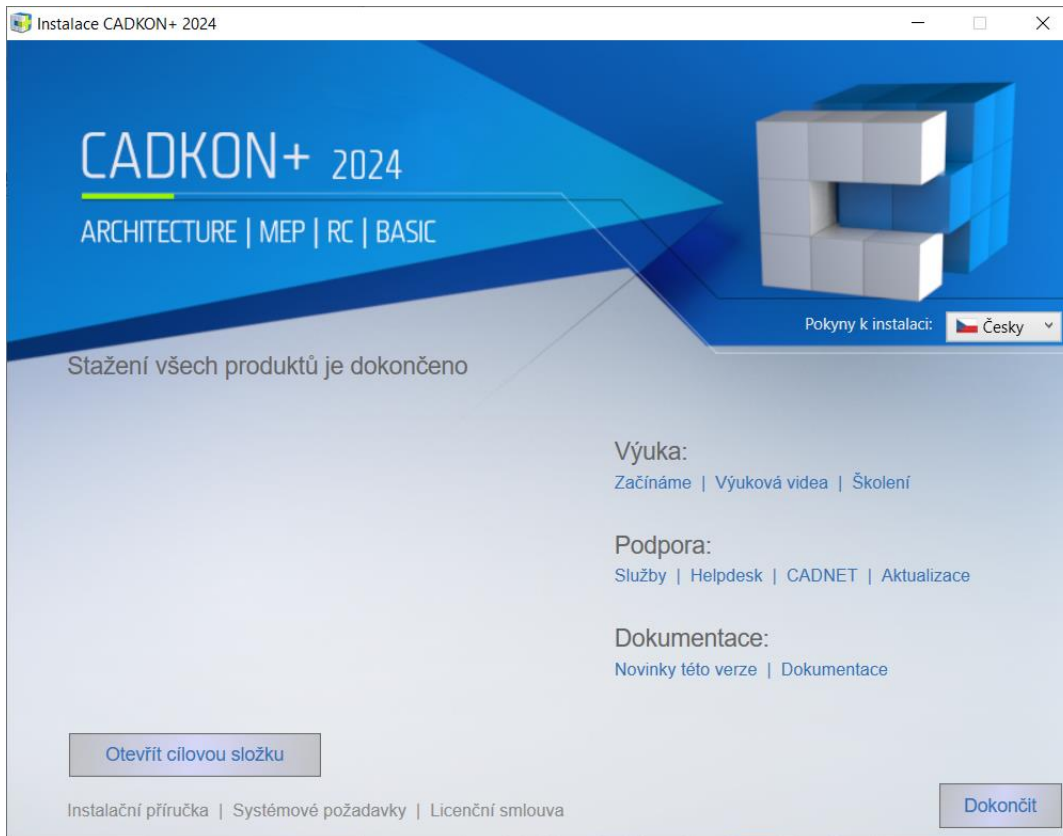 Instalace CADKON+ 2024
CADKON+ 2024
ARCHITECTURE | MEP | RC | BASIC
Pokyny k instalaci: Česky
Stažení všech produktů je dokončeno
Výuka:
Začínáme | Výuková videa | Školení
Podpora:
Služby | Helpdesk | CADNET | Aktualizace
Dokumentace:
Novinky této verze | Dokumentace
Otevřít cílovou složku
Instalační příručka | Systémové požadavky | Licenční smlouva
Dokončit